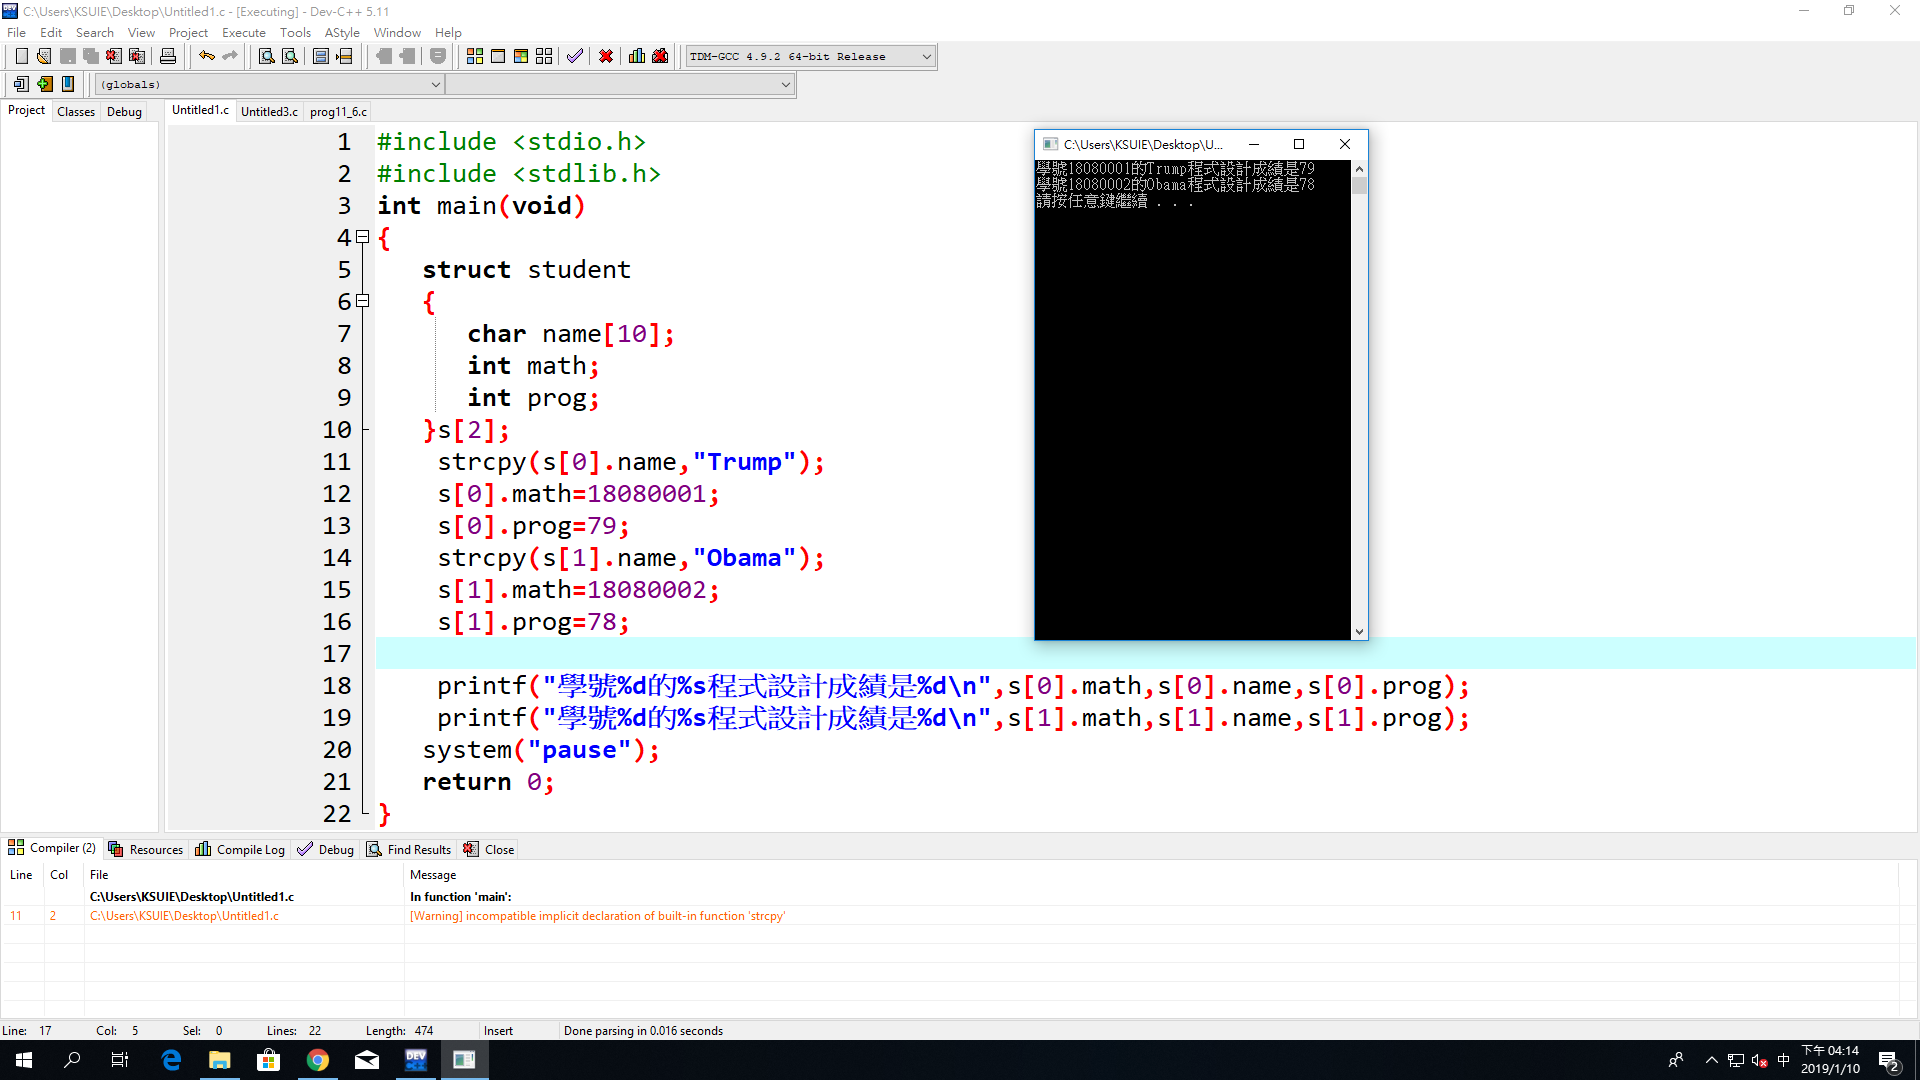 C:\Users\KSUIE\Desktop\Untitled1.c - [Executing] - Dev-C++ 5.11
File Edit Search View Project Execute Tools AStyle Window Help
TDM-GCC 4.9.2 64-bit Release
(globals)
Project Classes Debug
Untitled1.c Untitled3.c prog11_6.c
1 #include <stdio.h>
2 #include <stdlib.h>
3 int main(void)
4 {
5 struct student
6 {
7 char name[10];
8 int math;
9 int prog;
10 }s[2];
11 strcpy(s[0].name,"Trump");
12 s[0].math=18080001;
13 s[0].prog=79;
14 strcpy(s[1].name,"Obama");
15 s[1].math=18080002;
16 s[1].prog=78;
17
18 printf("學號%d的%s程式設計成績是%d\n",s[0].math,s[0].name,s[0].prog);
19 printf("學號%d的%s程式設計成績是%d\n",s[1].math,s[1].name,s[1].prog);
20 system("pause");
21 return 0;
22 }
C:\Users\KSUIE\Desktop\U...
學號18080001的Trump程式設計成績是79
學號18080002的Obama程式設計成績是78
請按任意鍵繼續 . . .
Compiler (2) Resources Compile Log Debug Find Results Close
Line Col File Message
C:\Users\KSUIE\Desktop\Untitled1.c In function 'main':
11 2 C:\Users\KSUIE\Desktop\Untitled1.c [Warning] incompatible implicit declaration of built-in function 'strcpy'
Line: 17 Col: 5 Sel: 0 Lines: 22 Length: 474 Insert Done parsing in 0.016 seconds
DEV C++
中
下午 04:14
2019/1/10
2